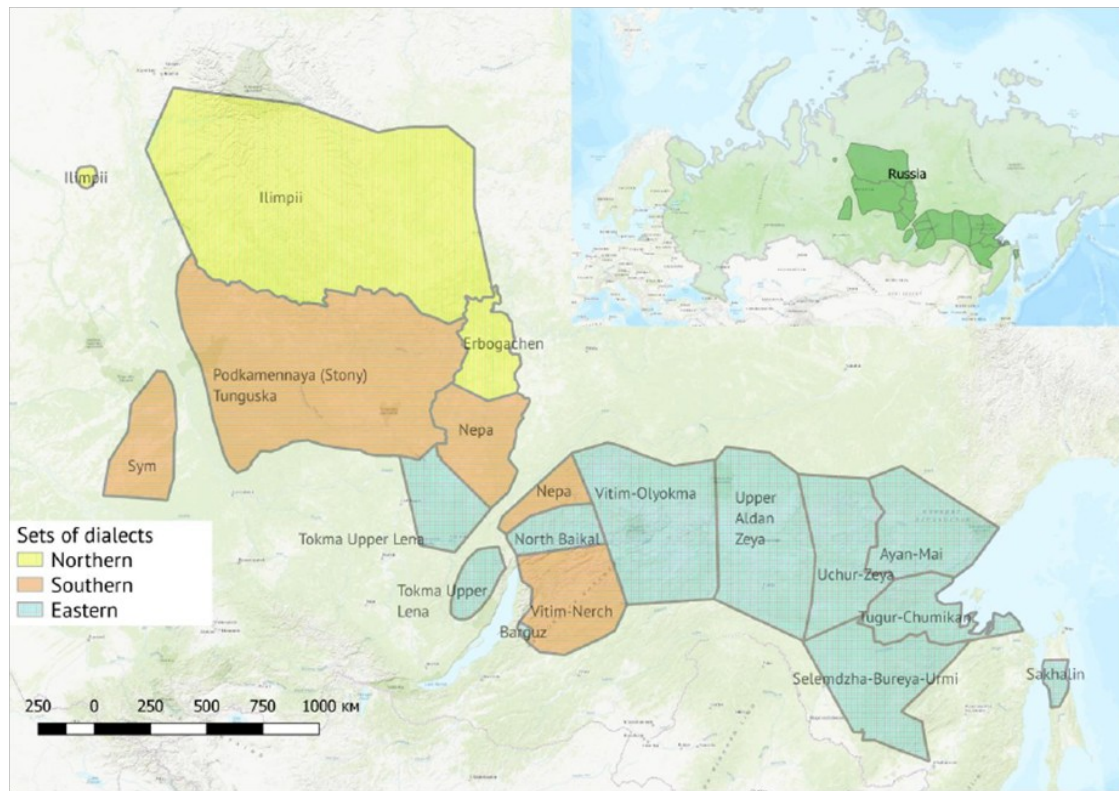 Russia
Ilimpii
Ilimpii
Erbogachen
Podkamennaya (Stony)
Tunguska
Nepa
Sym
Nepa
Vitim-Olyokma
Upper
Aldan
Zeya
Tokma Upper Lena
North Baikal
Ayan-Mai
Uchur-Zeya
Tokma Upper
Lena
Vitim-Nerch
Barguz
Tugur-Chumikan
Selemdzha-Bureya-Urmi
Sakhalin
Sets of dialects
Northern
Southern
Eastern
250 0 250 500 750 1000 км